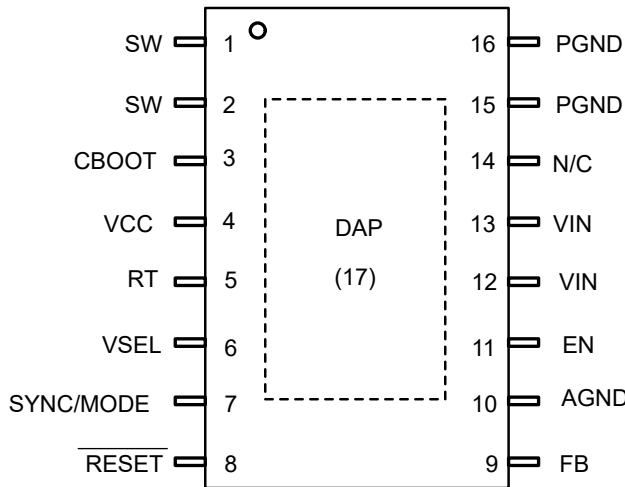 SW 1 16 PGND
SW 2 15 PGND
CBOOT 3 14 N/C
VCC 4 13 VIN
DAP
RT 5 (17) 12 VIN
VSEL 6 11 EN
SYNC/MODE 7 10 AGND
RESET 8 9 FB